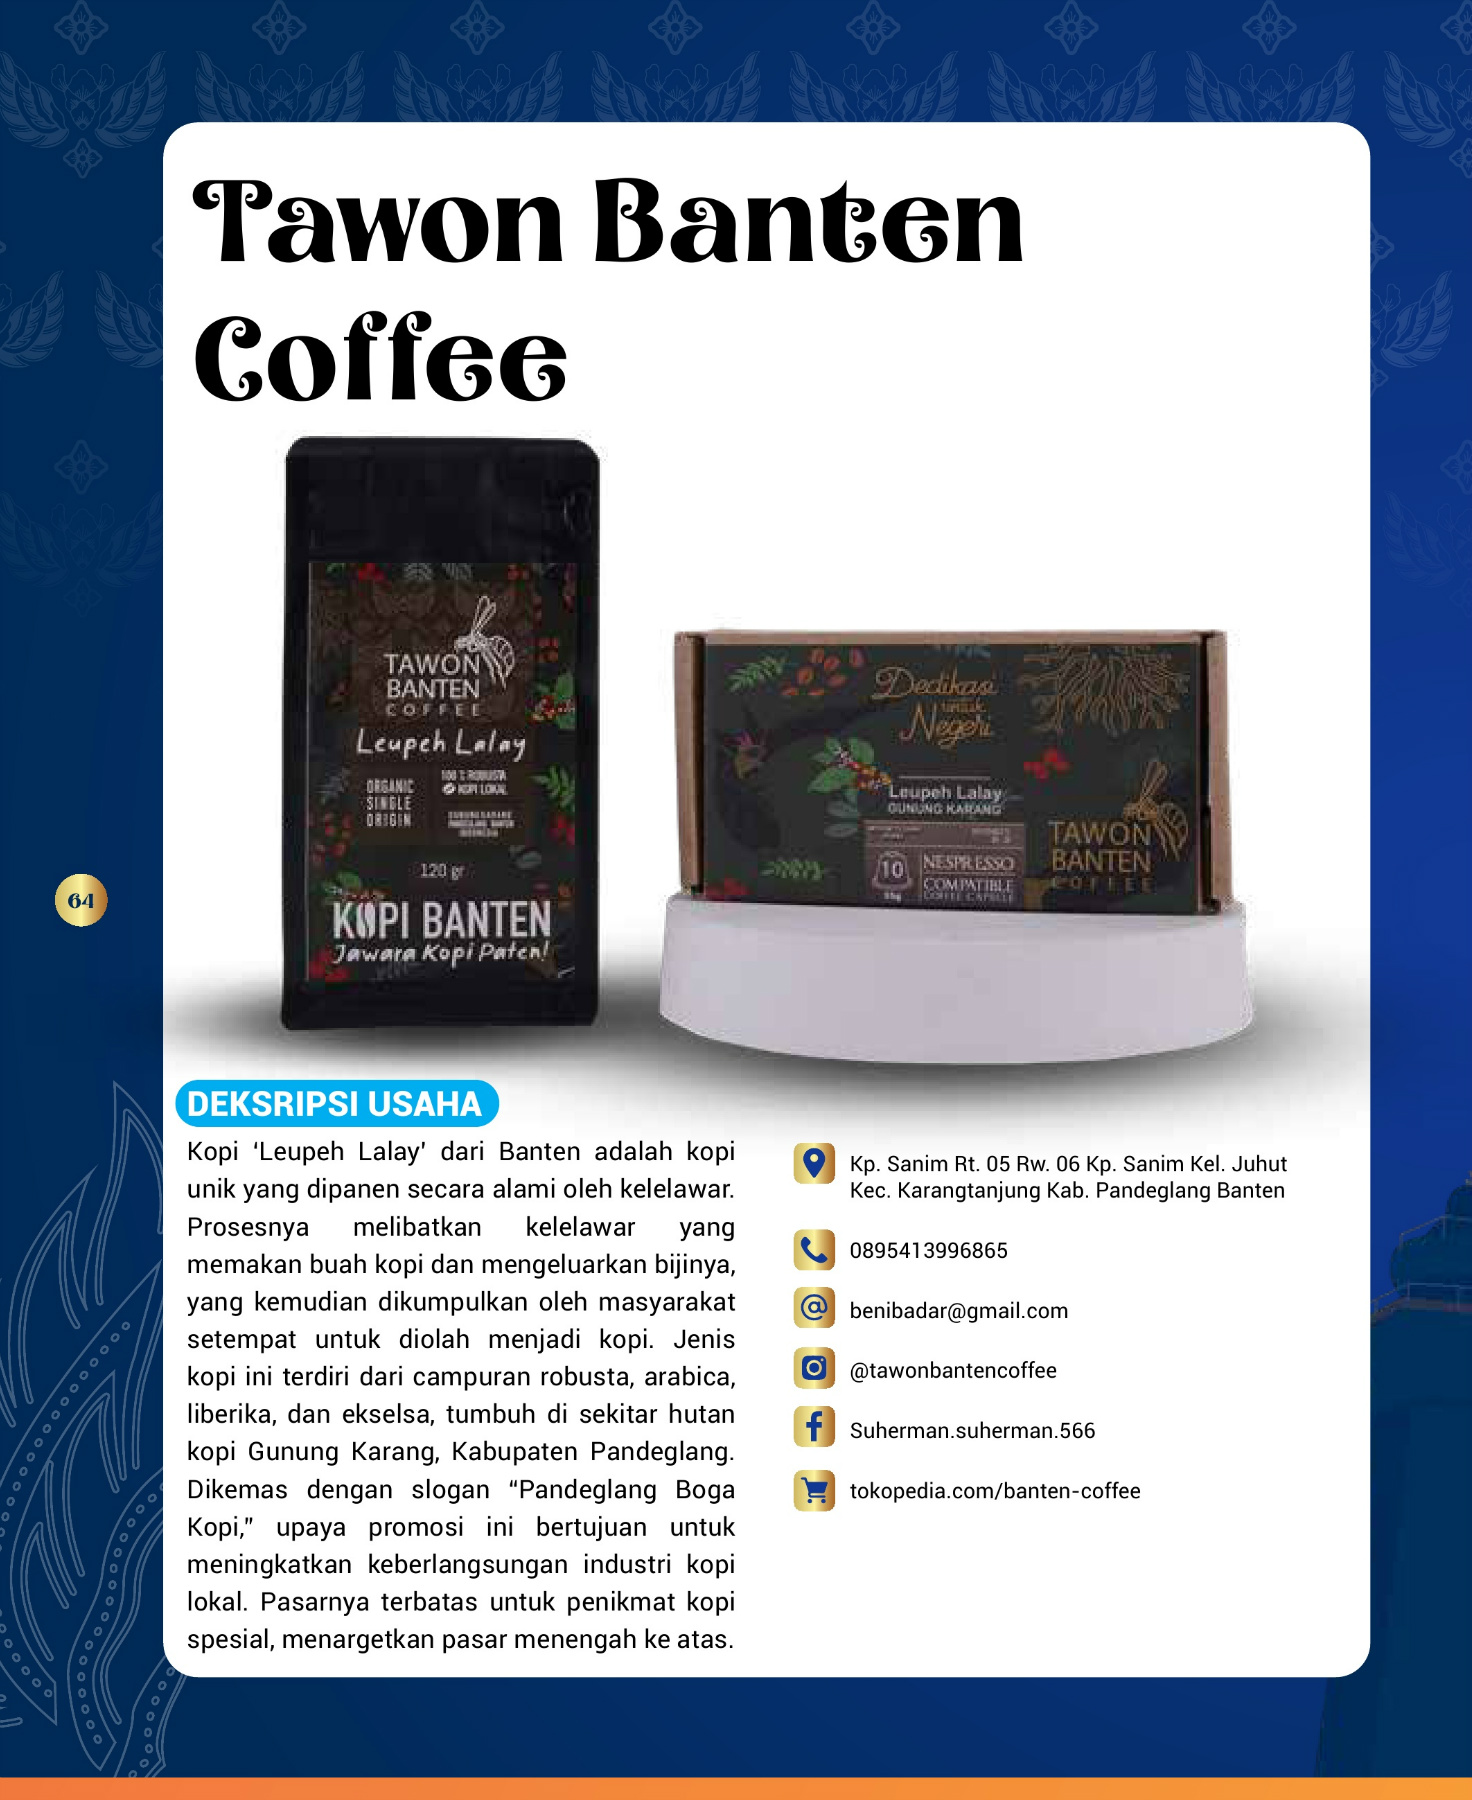 Tawon Banten
Coffee
TAWON
BANTEN
COFFEE
Leupeh Lalay
ORGANIC
SINGLE
ORIGIN
100% ROBUSTA
KOPI LOKAL
120 gr
KOPI BANTEN
Jawara Kopi Paten!
Dedikasi
untuk
Negeri
Leupeh Lalay
GUNUNG KARANG
10
NESPRESSO
COMPATIBLE
COFFEE CAPSULE
TAWON
BANTEN
COFFEE
64
DEKSRIPSI USAHA
Kopi ‘Leupeh Lalay’ dari Banten adalah kopi
unik yang dipanen secara alami oleh kelelawar.
Prosesnya melibatkan kelelawar yang
memakan buah kopi dan mengeluarkan bijinya,
yang kemudian dikumpulkan oleh masyarakat
setempat untuk diolah menjadi kopi. Jenis
kopi ini terdiri dari campuran robusta, arabica,
liberika, dan ekselsa, tumbuh di sekitar hutan
kopi Gunung Karang, Kabupaten Pandeglang.
Dikemas dengan slogan “Pandeglang Boga
Kopi,” upaya promosi ini bertujuan untuk
meningkatkan keberlangsungan industri kopi
lokal. Pasarnya terbatas untuk penikmat kopi
spesial, menargetkan pasar menengah ke atas.
Kp. Sanim Rt. 05 Rw. 06 Kp. Sanim Kel. Juhut
Kec. Karangtanjung Kab. Pandeglang Banten
0895413996865
benibadar@gmail.com
@tawonbantencoffee
Suherman.suherman.566
tokopedia.com/banten-coffee